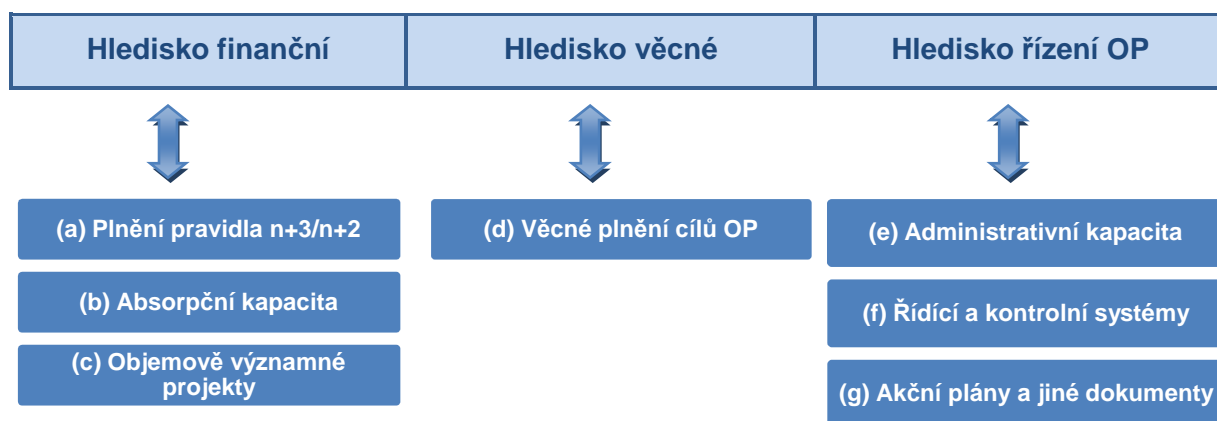 Hledisko finanční
Hledisko věcné
Hledisko řízení OP
(a) Plnění pravidla n+3/n+2
(b) Absorpční kapacita
(c) Objemově významné
projekty
(d) Věcné plnění cílů OP
(e) Administrativní kapacita
(f) Řídící a kontrolní systémy
(g) Akční plány a jiné dokumenty